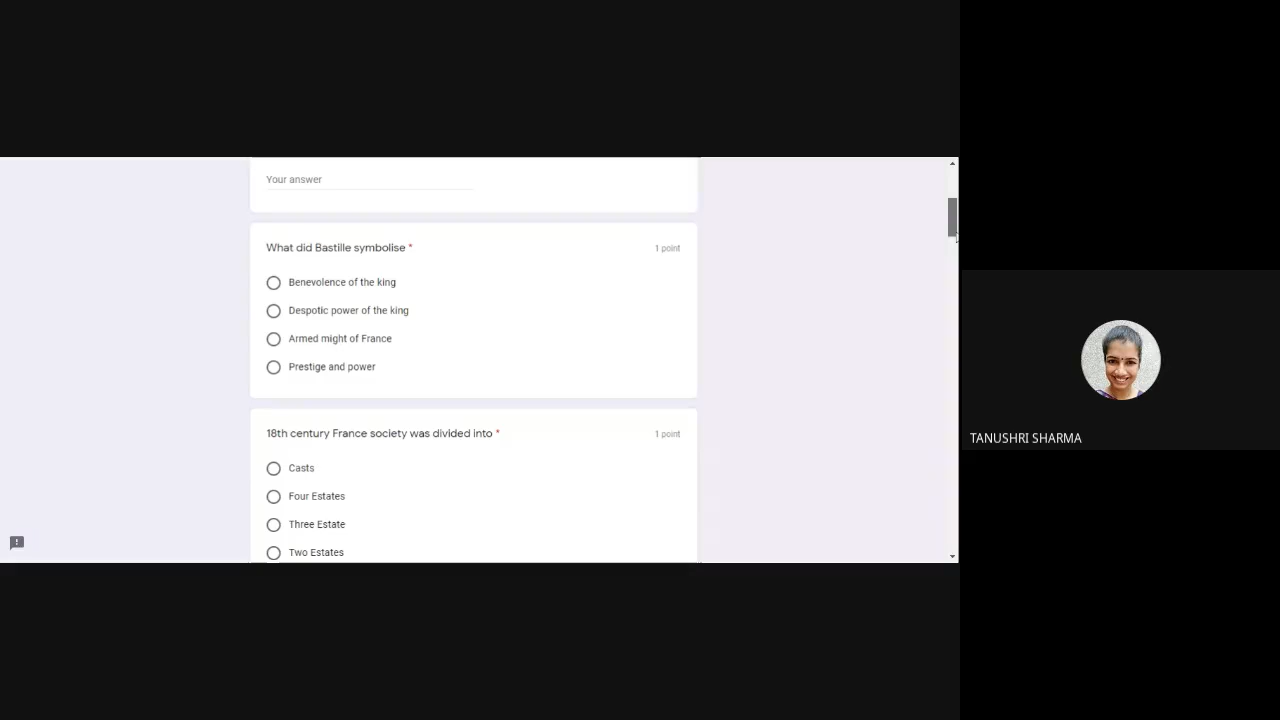 Your answer
What did Bastille symbolise * 1 point
Benevolence of the king
Despotic power of the king
Armed might of France
Prestige and power
18th century France society was divided into * 1 point
Casts
Four Estates
Three Estate
Two Estates
TANUSHRI SHARMA